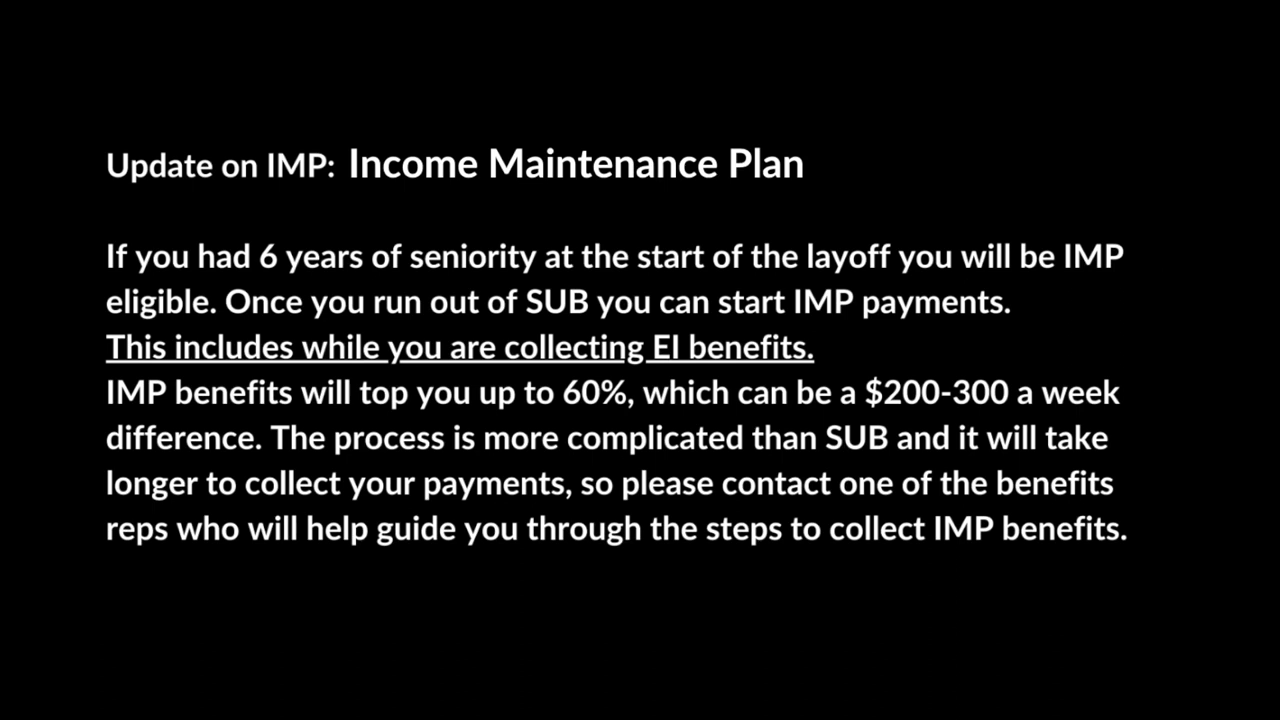 Update on IMP: Income Maintenance Plan
If you had 6 years of seniority at the start of the layoff you will be IMP
eligible. Once you run out of SUB you can start IMP payments.
This includes while you are collecting EI benefits.
IMP benefits will top you up to 60%, which can be a $200-300 a week
difference. The process is more complicated than SUB and it will take
longer to collect your payments, so please contact one of the benefits
reps who will help guide you through the steps to collect IMP benefits.